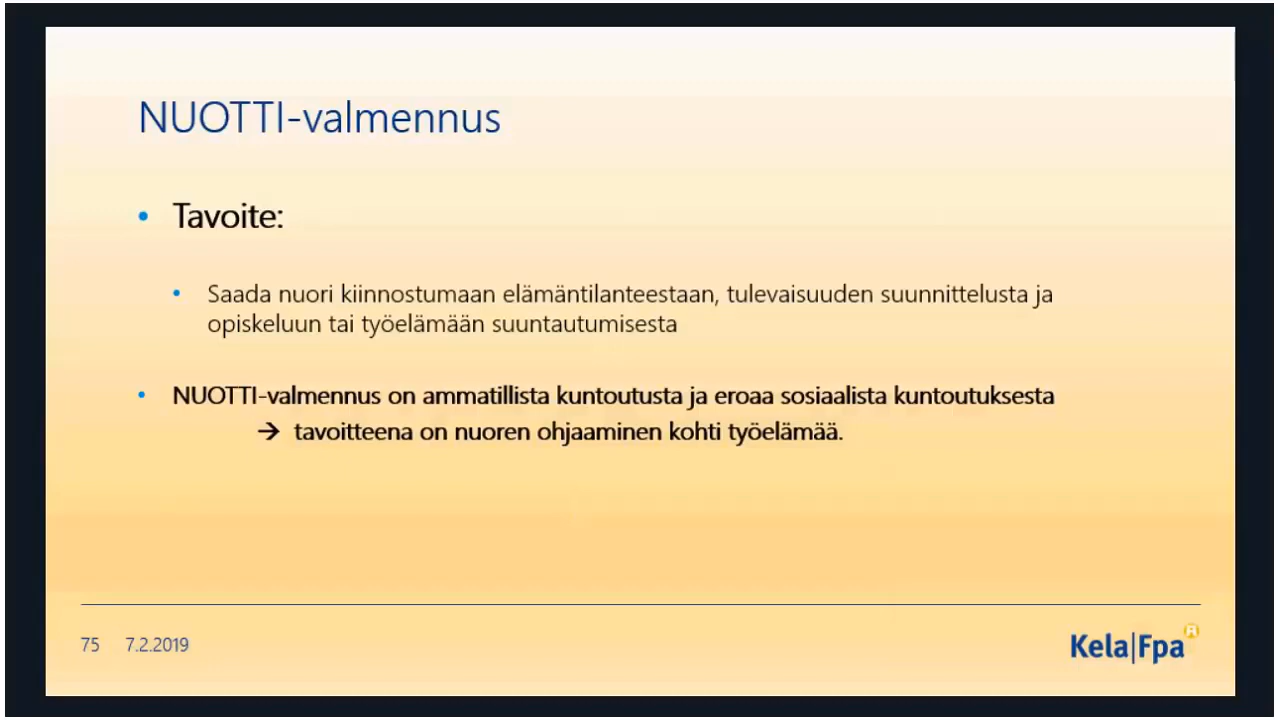 NUOTTI-valmennus
• Tavoite:
• Saada nuori kiinnostumaan elämäntilanteestaan, tulevaisuuden suunnittelusta ja
opiskeluun tai työelämään suuntautumisesta
• NUOTTI-valmennus on ammatillista kuntoutusta ja eroaa sosiaalista kuntoutuksesta
→ tavoitteena on nuoren ohjaaminen kohti työelämää.
75 7.2.2019
Kela|Fpa